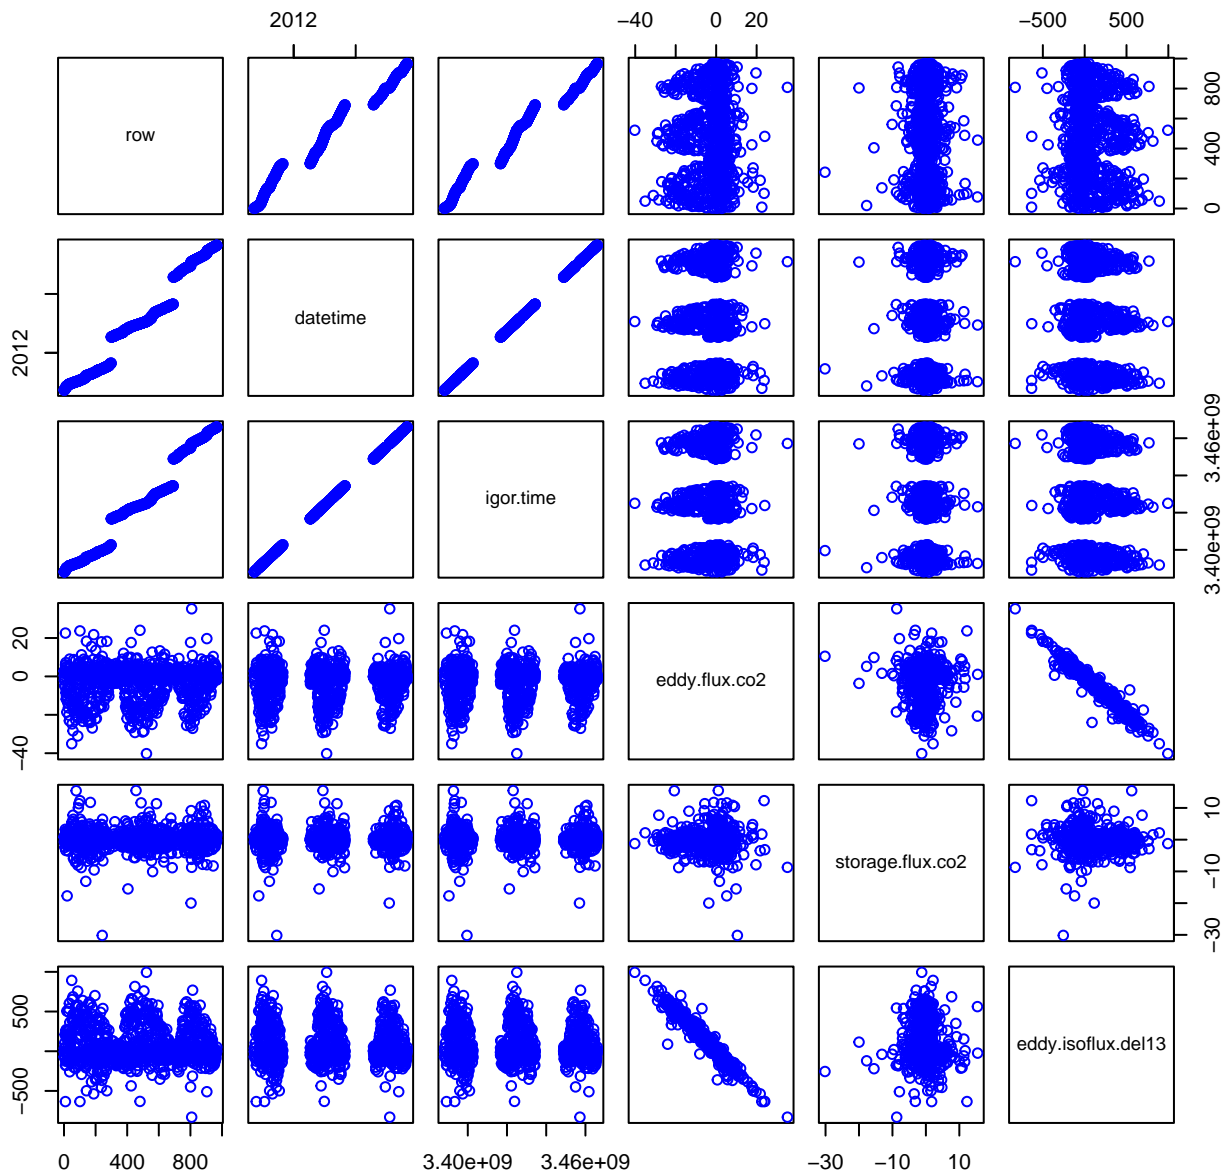 2012
-40 0 20
-500 500
row
0 400 800
2012
datetime
igor.time
3.40e+09 3.46e+09
-40 0 20
eddy.flux.co2
storage.flux.co2
-30 -10 10
-500 500
eddy.isoflux.del13
0 400 800
3.40e+09 3.46e+09
-30 -10 10